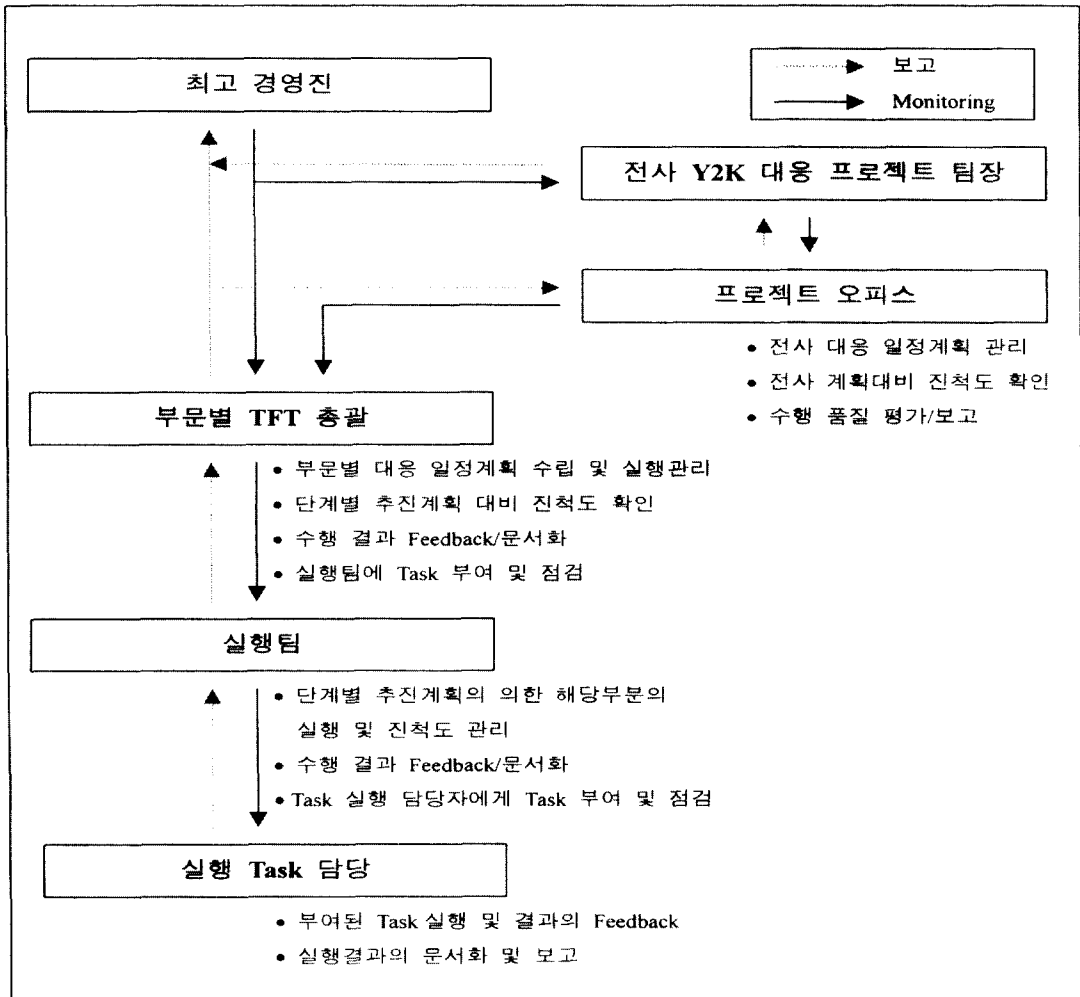 최고 경영진
보고
Monitoring
전사 Y2K 대응 프로젝트 팀장
프로젝트 오피스
• 전사 대응 일정계획 관리
• 전사 계획대비 진척도 확인
• 수행 품질 평가/보고
부문별 TFT 총괄
• 부문별 대응 일정계획 수립 및 실행관리
• 단계별 추진계획 대비 진척도 확인
• 수행 결과 Feedback/문서화
• 실행팀에 Task 부여 및 점검
실행팀
• 단계별 추진계획의 의한 해당부분의
실행 및 진척도 관리
• 수행 결과 Feedback/문서화
• Task 실행 담당자에게 Task 부여 및 점검
실행 Task 담당
• 부여된 Task 실행 및 결과의 Feedback
• 실행결과의 문서화 및 보고